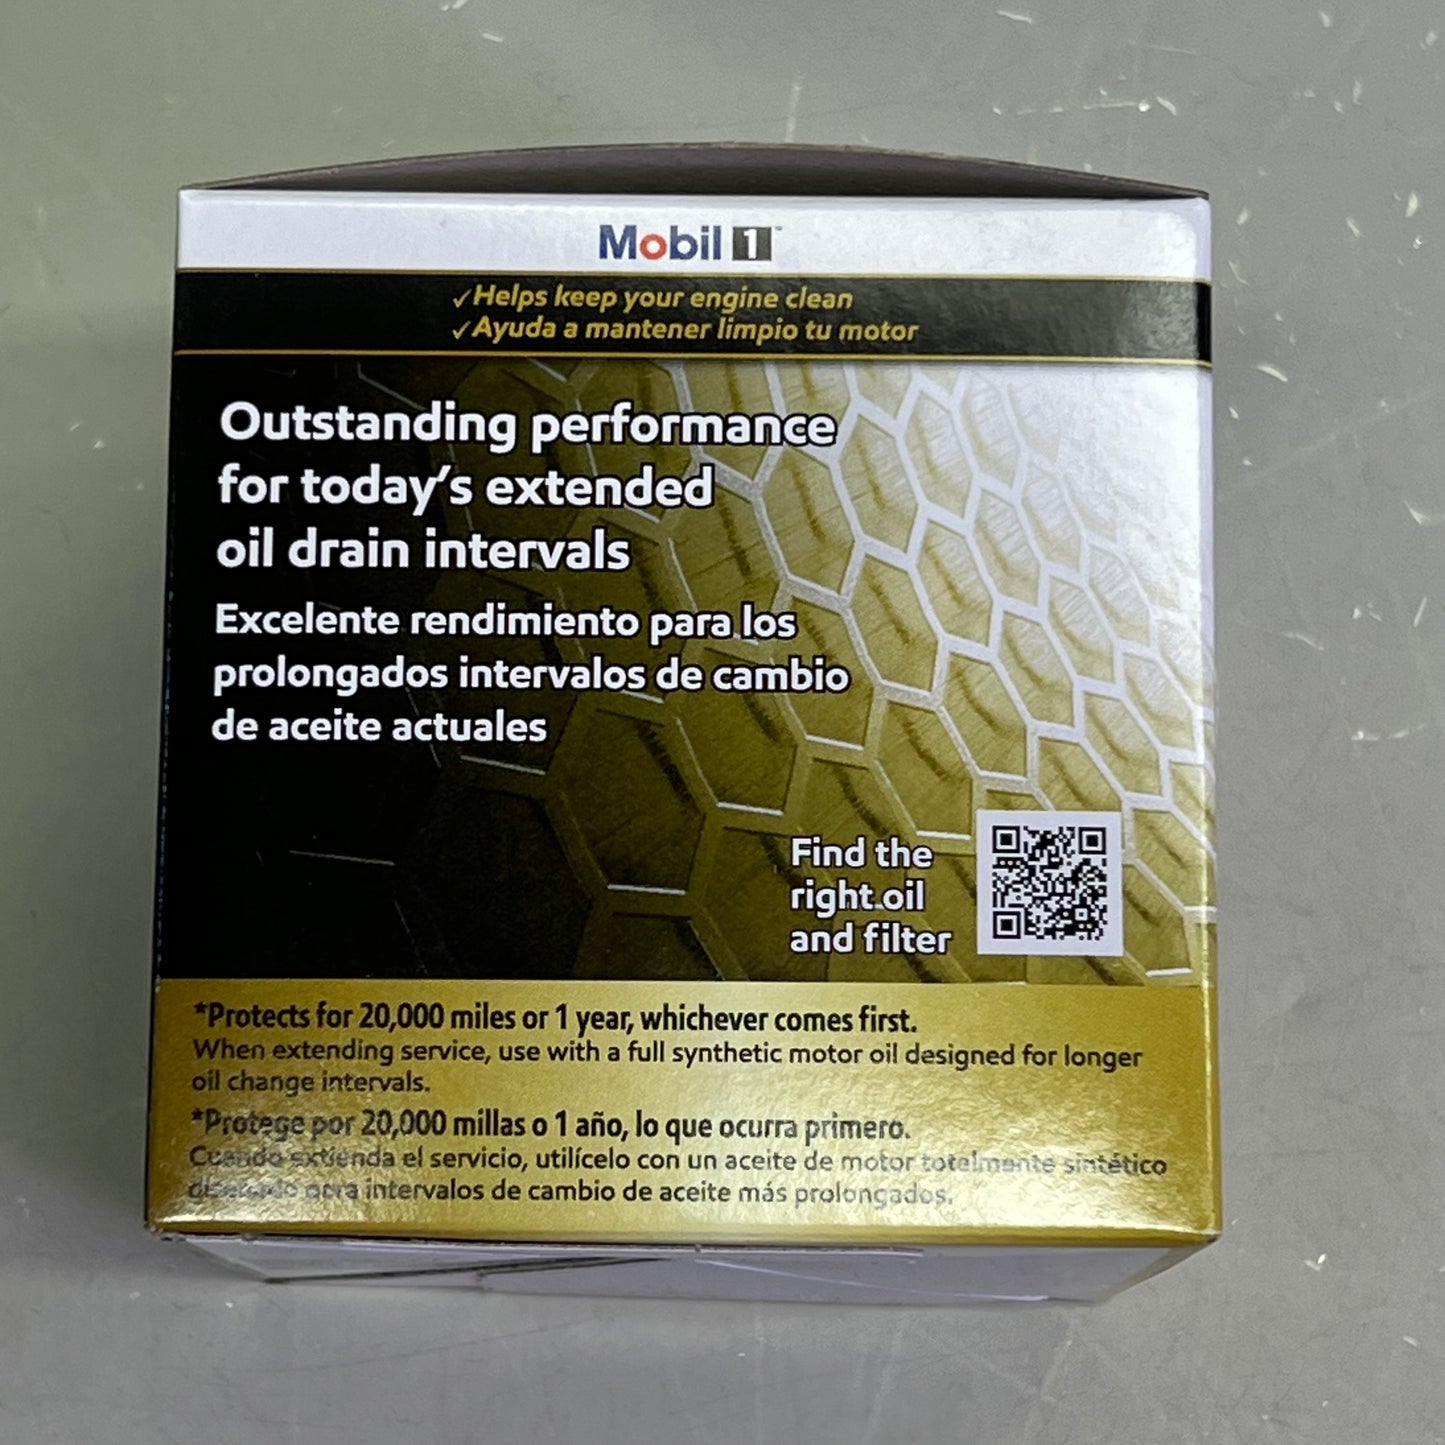 Mobil 1™
✓Helps keep your engine clean
✓Ayuda a mantener limpio tu motor
Outstanding performance
for today's extended
oil drain intervals
Excelente rendimiento para los
prolongados intervalos de cambio
de aceite actuales
Find the
right oil
and filter
*Protects for 20,000 miles or 1 year, whichever comes first.
When extending service, use with a full synthetic motor oil designed for longer
oil change intervals.
*Protege por 20,000 millas o 1 año, lo que ocurra primero.
Cuando extienda el servicio, utilícelo con un aceite de motor totalmente sintético
diseñado para intervalos de cambio de aceite más prolongados.